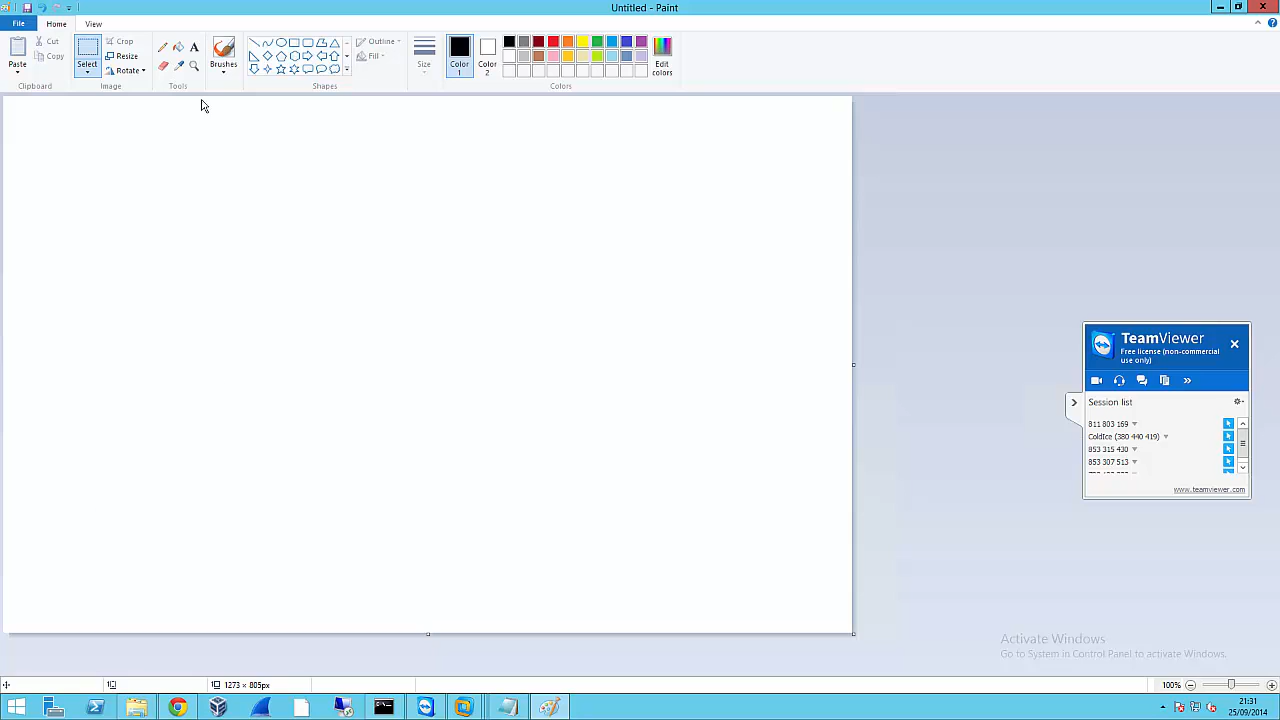 Untitled - Paint
File Home View
Paste
Cut
Copy
Clipboard
Select
Crop
Resize
Rotate
Image
A
Tools
Brushes
Outline
Fill
Shapes
Size
Color 1
Color 2
Edit colors
Colors
TeamViewer
Free license (non-commercial
use only)
Session list
811 803 169
ColdIce (380 440 419)
853 315 430
853 307 513
www.teamviewer.com
Activate Windows
Go to System in Control Panel to activate Windows.
1273 × 805px
100%
21:31
25/09/2014